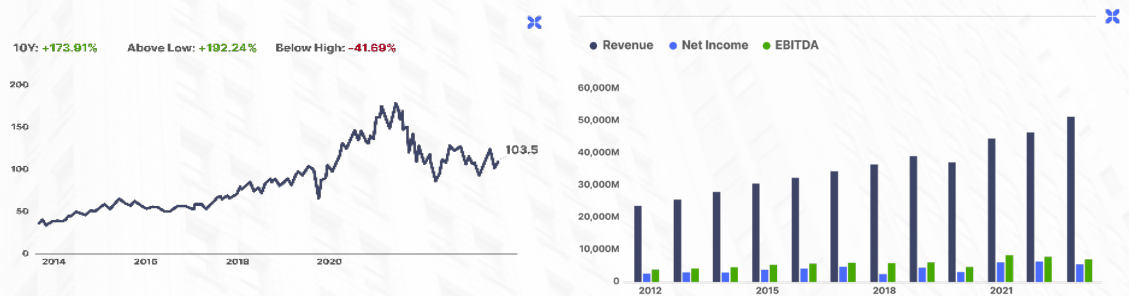 10Y: +173.91% Above Low: +192.24% Below High: -41.69%
200
150
103.5
100
50
0
2014 2016 2018 2020
Revenue Net Income EBITDA
60,000M
50,000M
40,000M
30,000M
20,000M
10,000M
0
2012 2015 2018 2021